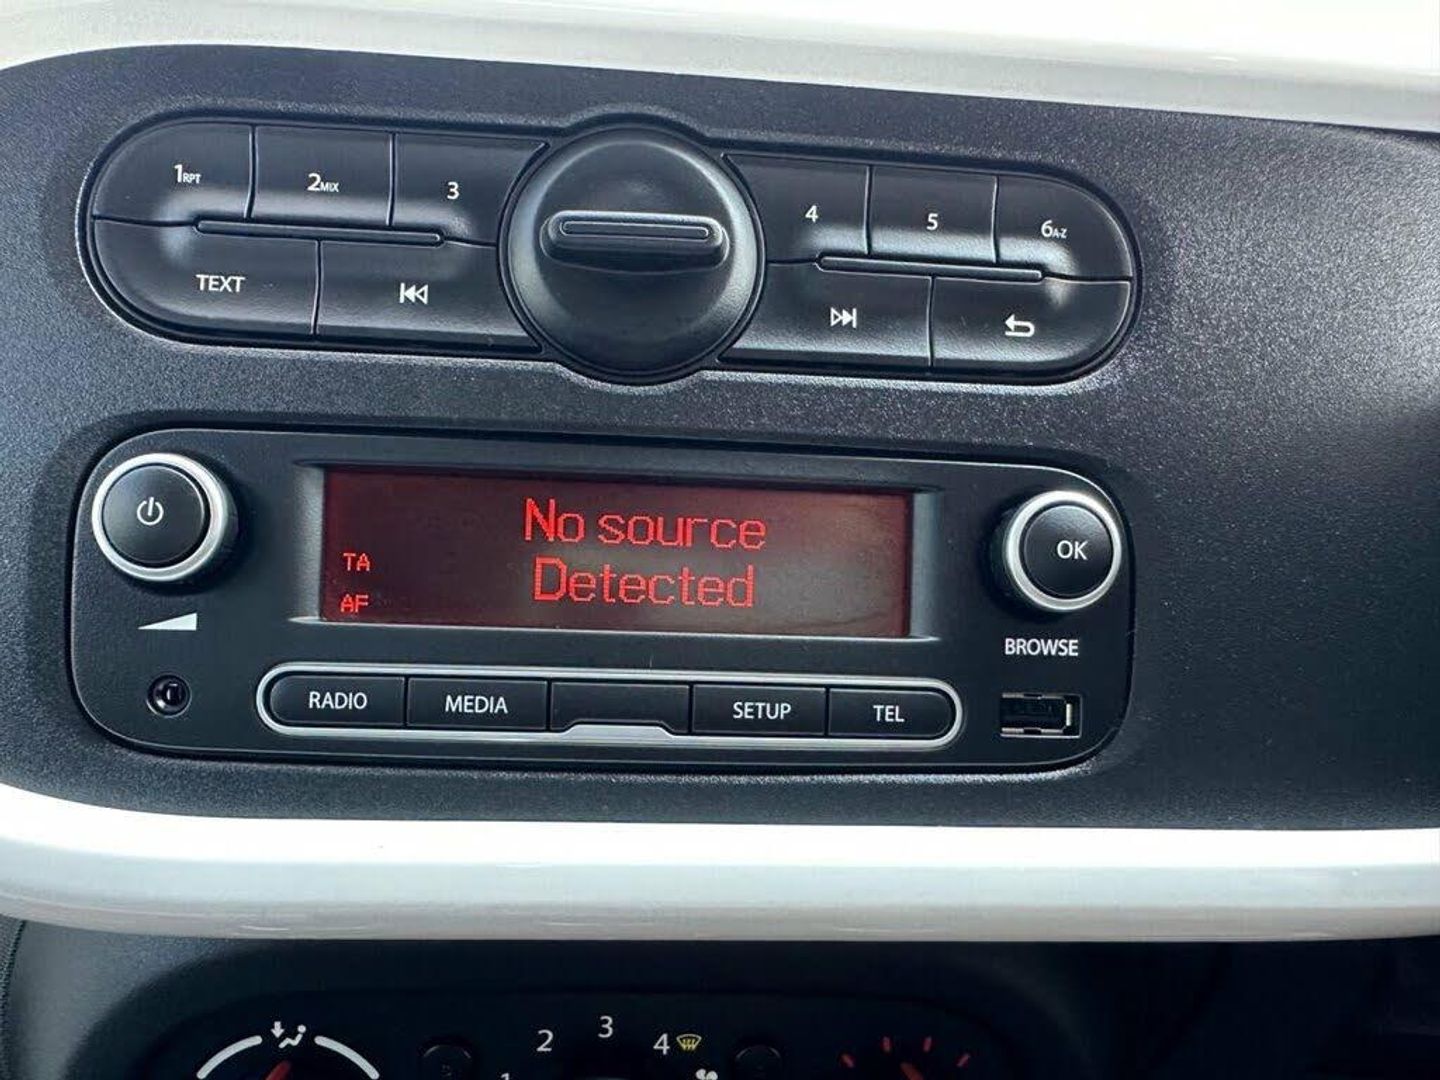 1RPT
2MIX
3
4
5
6A-Z
TEXT
No source
Detected
TA
AF
OK
BROWSE
RADIO
MEDIA
SETUP
TEL
1
2
3
4